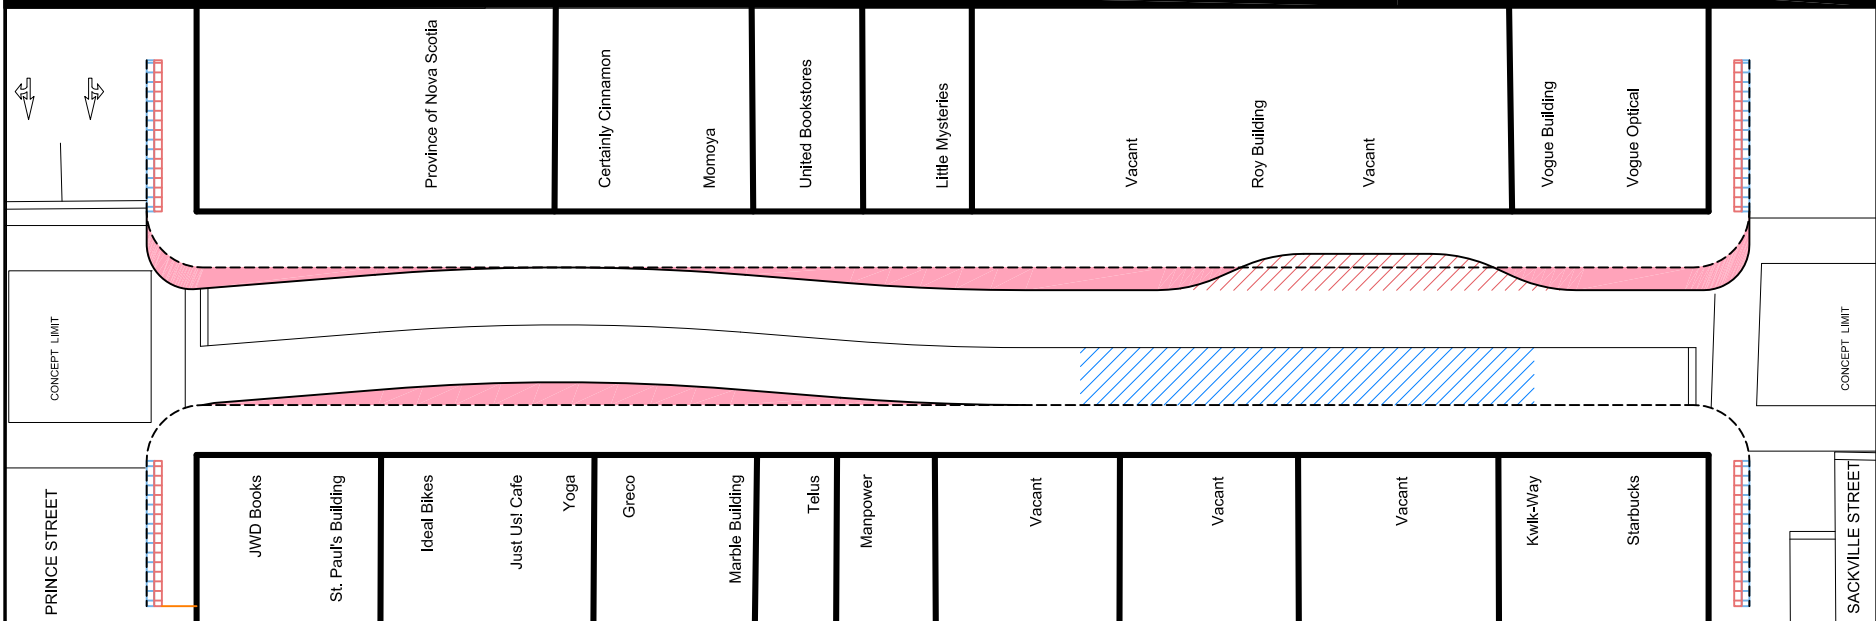 Province of Nova Scotia
Certainly Cinnamon
Momoya
United Bookstores
Little Mysteries
Vacant
Roy Building
Vacant
Vogue Building
Vogue Optical
CONCEPT LIMIT
CONCEPT LIMIT
PRINCE STREET
JWD Books
St. Paul's Building
Ideal Bikes
Just Us! Cafe
Yoga
Greco
Marble Building
Telus
Manpower
Vacant
Vacant
Vacant
Kwik-Way
Starbucks
SACKVILLE STREET